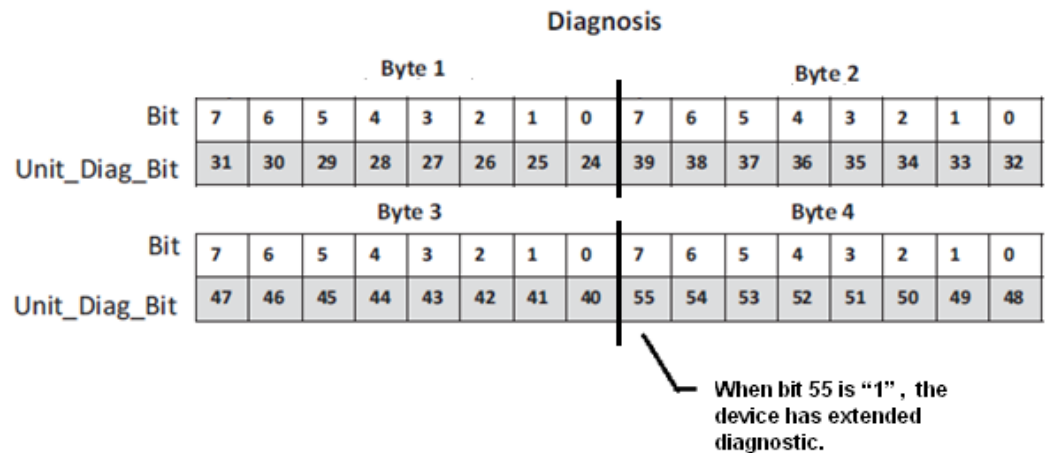 Diagnosis
Byte 1 Byte 2
Bit 7 6 5 4 3 2 1 0 7 6 5 4 3 2 1 0
Unit_Diag_Bit 31 30 29 28 27 26 25 24 39 38 37 36 35 34 33 32
Byte 3 Byte 4
Bit 7 6 5 4 3 2 1 0 7 6 5 4 3 2 1 0
Unit_Diag_Bit 47 46 45 44 43 42 41 40 55 54 53 52 51 50 49 48
When bit 55 is “1” , the
device has extended
diagnostic.